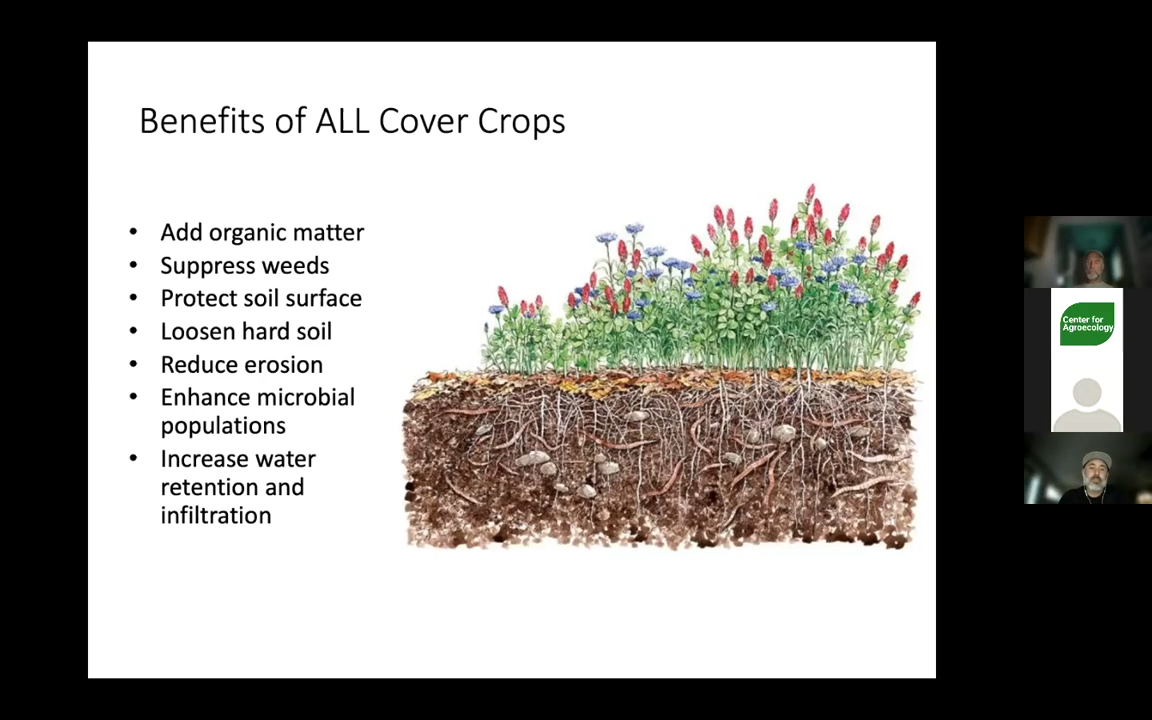 Benefits of ALL Cover Crops
• Add organic matter
• Suppress weeds
• Protect soil surface
• Loosen hard soil
• Reduce erosion
• Enhance microbial
populations
• Increase water
retention and
infiltration
Center for
Agroecology